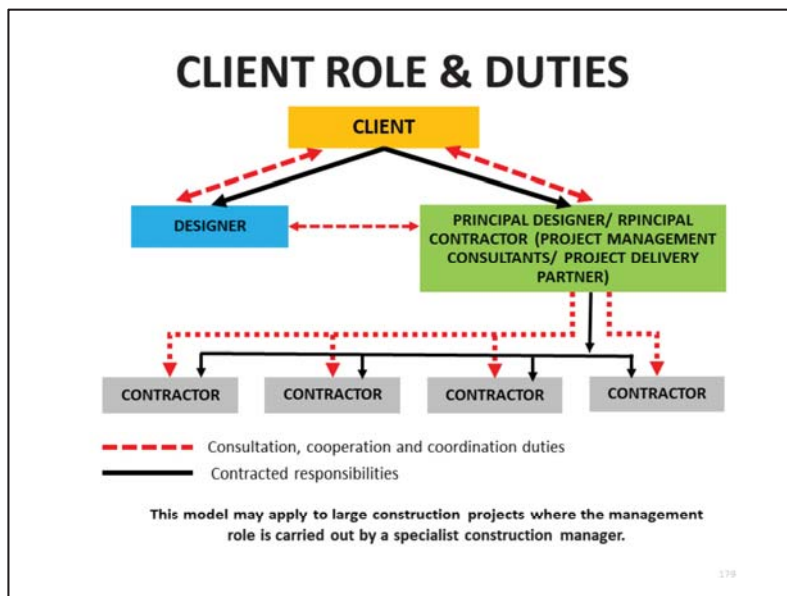 CLIENT ROLE & DUTIES
CLIENT
DESIGNER
PRINCIPAL DESIGNER/ RPINCIPAL
CONTRACTOR (PROJECT MANAGEMENT
CONSULTANTS/ PROJECT DELIVERY
PARTNER)
CONTRACTOR
CONTRACTOR
CONTRACTOR
CONTRACTOR
Consultation, cooperation and coordination duties
Contracted responsibilities
This model may apply to large construction projects where the management
role is carried out by a specialist construction manager.
179